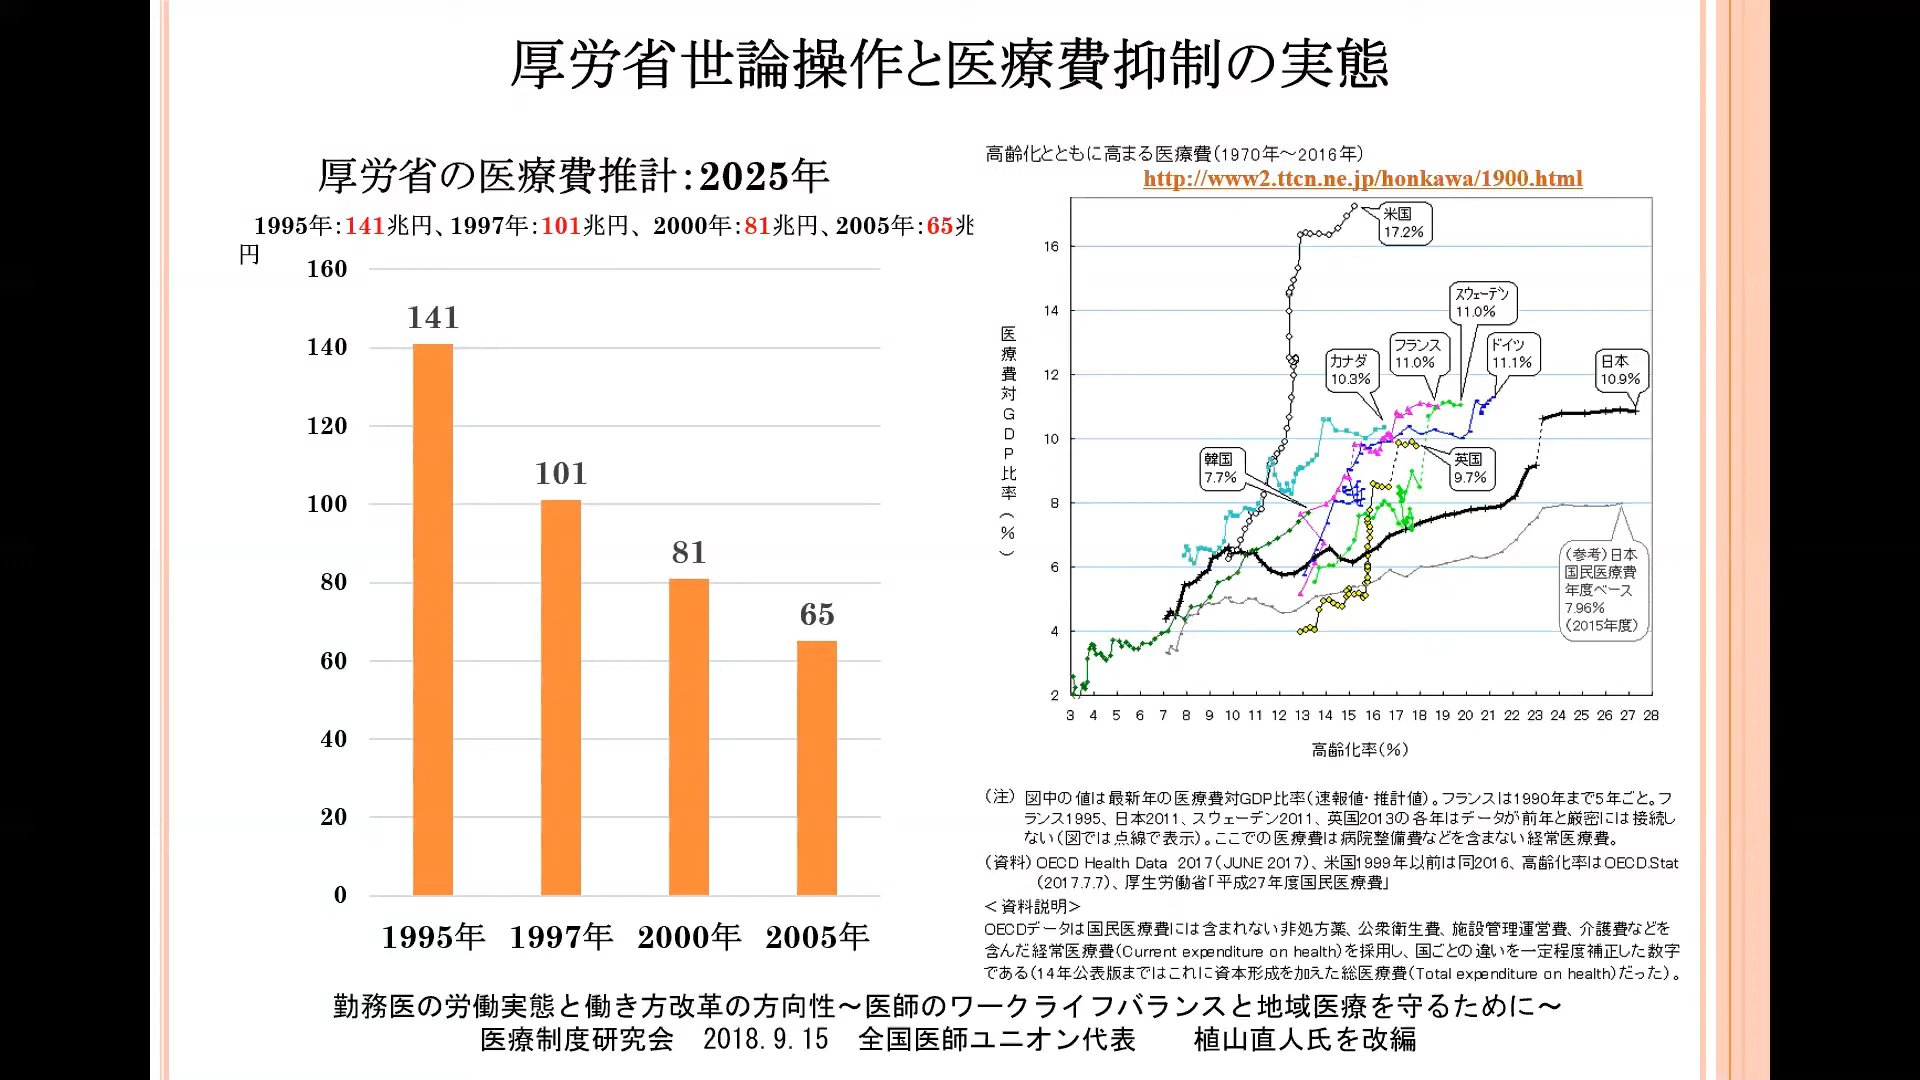 厚労省世論操作と医療費抑制の実態
厚労省の医療費推計：2025年
1995年：141兆円、1997年：101兆円、2000年：81兆円、2005年：65兆
円
160
140
120
100
80
60
40
20
0
141
101
81
65
1995年 1997年 2000年 2005年
高齢化とともに高まる医療費（1970年～2016年）
http://www2.ttcn.ne.jp/honkawa/1900.html
医療費対GDP比率（%）
16
14
12
10
8
6
4
2
米国
17.2%
スウェーデン
11.0%
フランス
11.0%
ドイツ
11.1%
カナダ
10.3%
日本
10.9%
韓国
7.7%
英国
9.7%
（参考）日本
国民医療費
年度ベース
7.96%
（2015年度）
3 4 5 6 7 8 9 10 11 12 13 14 15 16 17 18 19 20 21 22 23 24 25 26 27 28
高齢化率（％）
（注） 図中の値は最新年の医療費対GDP比率（速報値・推計値）。フランスは1990年まで5年ごと。フ
ランス1995、日本2011、スウェーデン2011、英国2013の各年はデータが前年と厳密には接続し
ない（図では点線で表示）。ここでの医療費は病院整備費などを含まない経常医療費。
（資料） OECD Health Data 2017（JUNE 2017）、米国1999年以前は同2016、高齢化率はOECD.Stat
（2017.7.7）、厚生労働省「平成27年度国民医療費」
＜資料説明＞
OECDデータは国民医療費には含まれない非処方薬、公衆衛生費、施設管理運営費、介護費などを
含んだ経常医療費（Current expenditure on health）を採用し、国ごとの違いを一定程度補正した数字
である（14年公表版まではこれに資本形成を加えた総医療費（Total expenditure on health）だった）。
勤務医の労働実態と働き方改革の方向性～医師のワークライフバランスと地域医療を守るために～
医療制度研究会　2018.9.15　全国医師ユニオン代表　　植山直人氏を改編